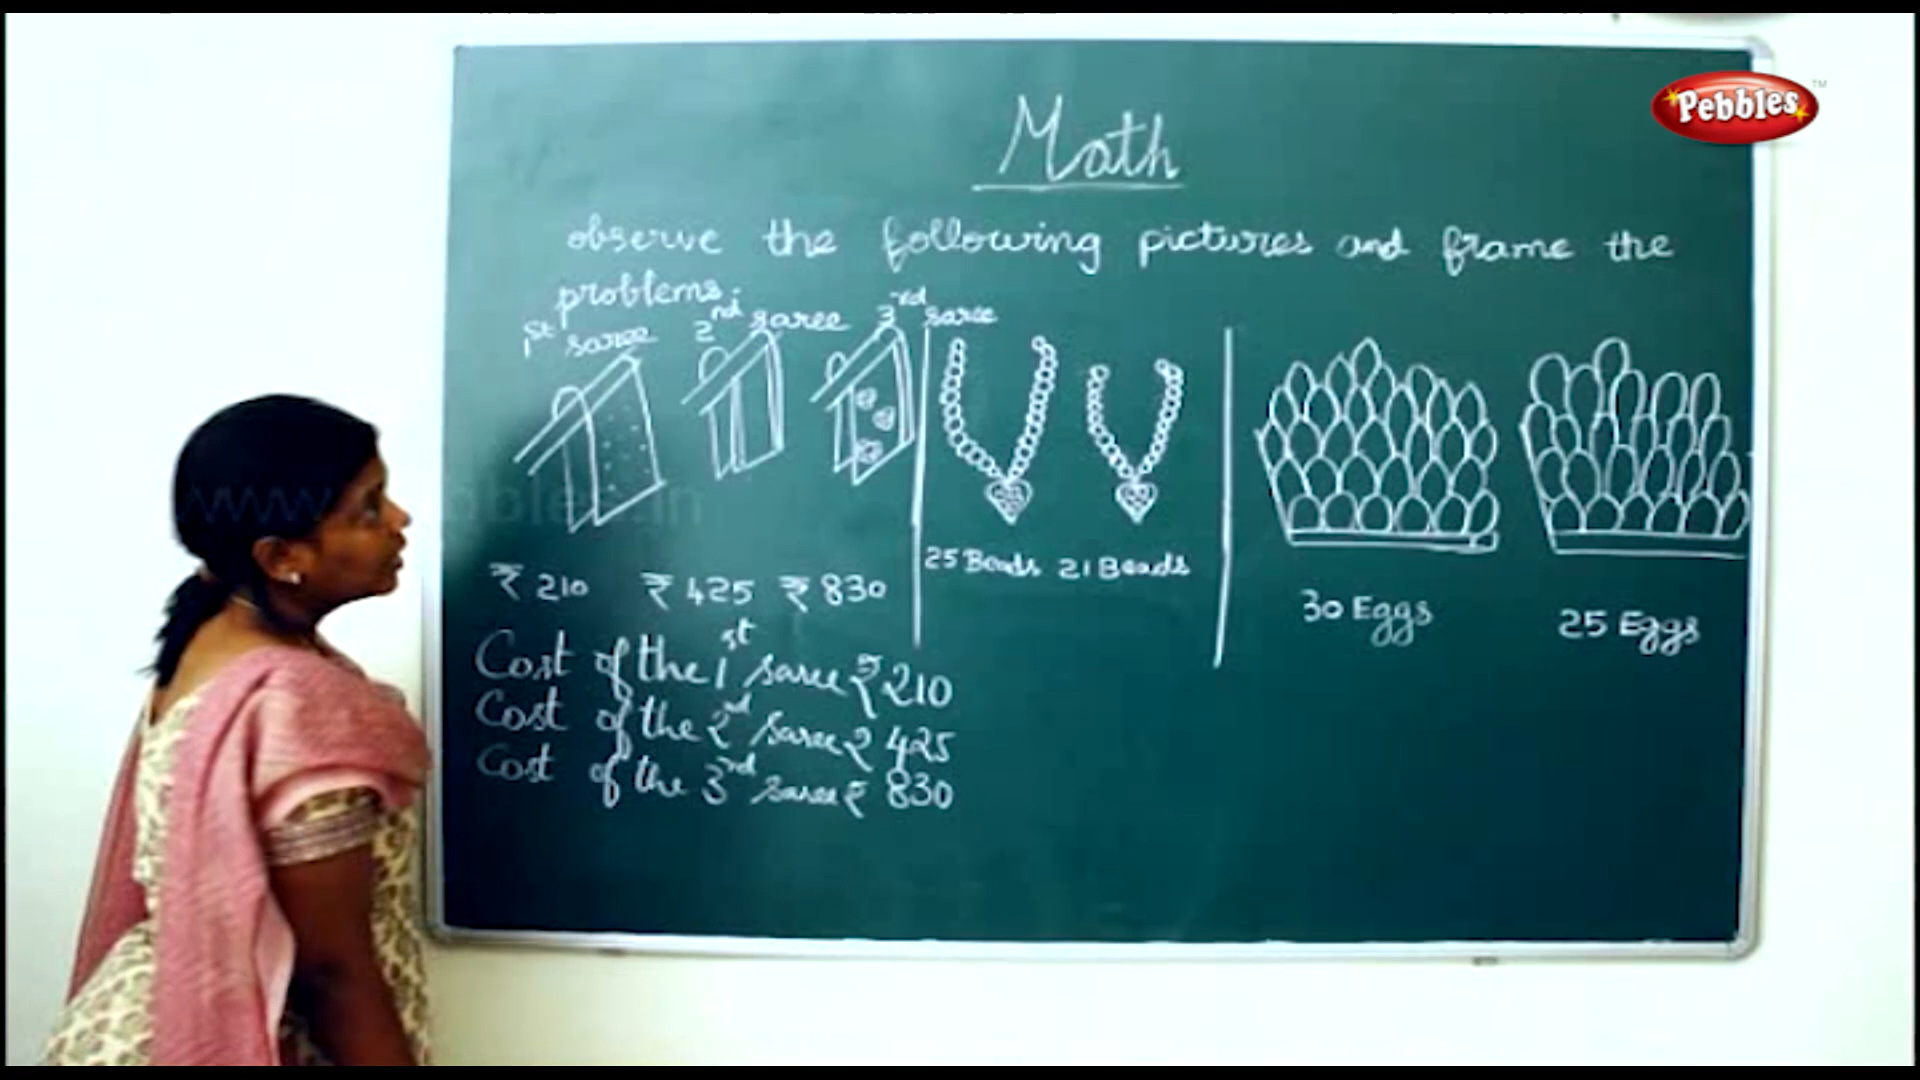 Pebbles™
Math
observe the following pictures and frame the
problems.
1st saree 2nd saree 3rd saree
₹ 210 ₹ 425 ₹ 830
25 Beads 21 Beads
30 Eggs 25 Eggs
Cost of the 1st saree ₹ 210
Cost of the 2nd saree ₹ 425
Cost of the 3rd saree ₹ 830